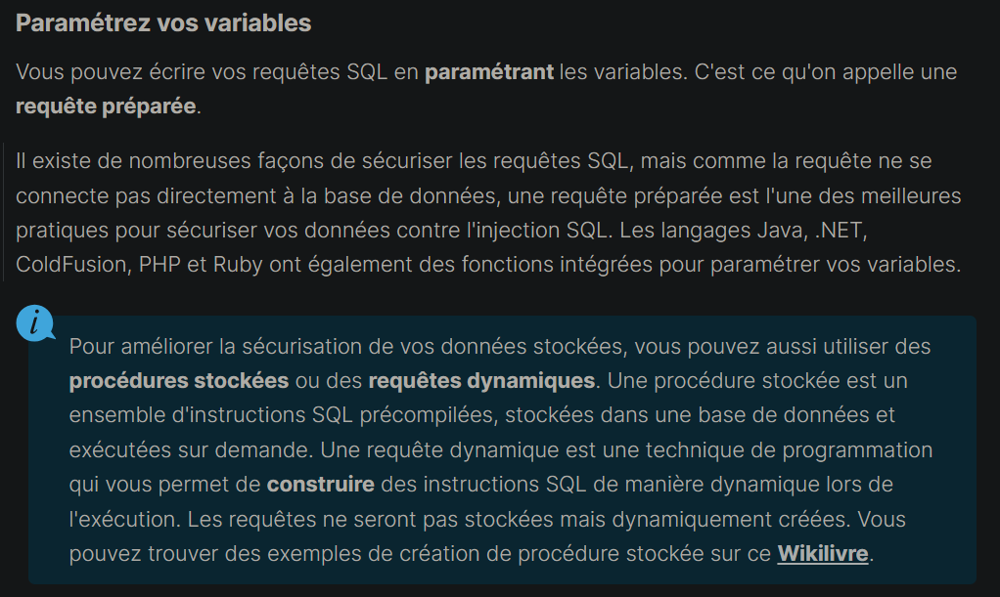 Paramétrez vos variables
Vous pouvez écrire vos requêtes SQL en paramétrant les variables. C'est ce qu'on appelle une
requête préparée.
Il existe de nombreuses façons de sécuriser les requêtes SQL, mais comme la requête ne se
connecte pas directement à la base de données, une requête préparée est l'une des meilleures
pratiques pour sécuriser vos données contre l'injection SQL. Les langages Java, .NET,
ColdFusion, PHP et Ruby ont également des fonctions intégrées pour paramétrer vos variables.
i
Pour améliorer la sécurisation de vos données stockées, vous pouvez aussi utiliser des
procédures stockées ou des requêtes dynamiques. Une procédure stockée est un
ensemble d'instructions SQL précompilées, stockées dans une base de données et
exécutées sur demande. Une requête dynamique est une technique de programmation
qui vous permet de construire des instructions SQL de manière dynamique lors de
l'exécution. Les requêtes ne seront pas stockées mais dynamiquement créées. Vous
pouvez trouver des exemples de création de procédure stockée sur ce Wikilivre.